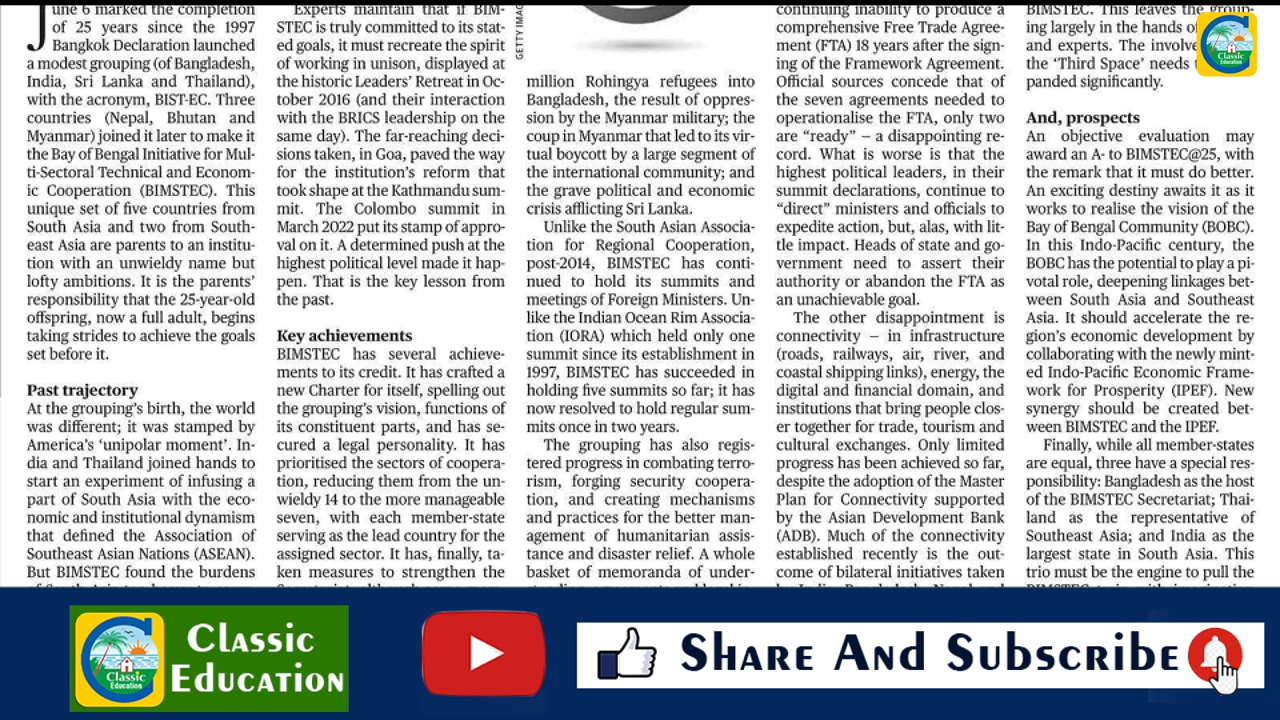 une 6 marked the completion
of 25 years since the 1997
J
Bangkok Declaration launched
a modest grouping (of Bangladesh,
India, Sri Lanka and Thailand),
with the acronym, BIST-EC. Three
countries (Nepal, Bhutan and
Myanmar) joined it later to make it
the Bay of Bengal Initiative for Mul-
ti-Sectoral Technical and Econom-
ic Cooperation (BIMSTEC). This
unique set of five countries from
South Asia and two from South-
east Asia are parents to an institu-
tion with an unwieldy name but
lofty ambitions. It is the parents'
responsibility that the 25-year-old
offspring, now a full adult, begins
taking strides to achieve the goals
set before it.
Past trajectory
At the grouping's birth, the world
was different; it was stamped by
America's 'unipolar moment'. In-
dia and Thailand joined hands to
start an experiment of infusing a
part of South Asia with the eco-
nomic and institutional dynamism
that defined the Association of
Southeast Asian Nations (ASEAN).
But BIMSTEC found the burdens
Experts maintain that if BIM-
STEC is truly committed to its stat-
ed goals, it must recreate the spirit
of working in unison, displayed at
the historic Leaders' Retreat in Oc-
tober 2016 (and their interaction
with the BRICS leadership on the
same day). The far-reaching deci-
sions taken, in Goa, paved the way
for the institution's reform that
took shape at the Kathmandu sum-
mit. The Colombo summit in
March 2022 put its stamp of appro-
val on it. A determined push at the
highest political level made it hap-
pen. That is the key lesson from
the past.
Key achievements
BIMSTEC has several achieve-
ments to its credit. It has crafted a
new Charter for itself, spelling out
the grouping's vision, functions of
its constituent parts, and has se-
cured a legal personality. It has
prioritised the sectors of coopera-
tion, reducing them from the un-
wieldy 14 to the more manageable
seven, with each member-state
serving as the lead country for the
assigned sector. It has, finally, ta-
ken measures to strengthen the
GETTY IMAG
million Rohingya refugees into
Bangladesh, the result of oppres-
sion by the Myanmar military; the
coup in Myanmar that led to its vir-
tual boycott by a large segment of
the international community; and
the grave political and economic
crisis afflicting Sri Lanka.
Unlike the South Asian Associa-
tion for Regional Cooperation,
post-2014, BIMSTEC has conti-
nued to hold its summits and
meetings of Foreign Ministers. Un-
like the Indian Ocean Rim Associa-
tion (IORA) which held only one
summit since its establishment in
1997, BIMSTEC has succeeded in
holding five summits so far; it has
now resolved to hold regular sum-
mits once in two years.
The grouping has also regis-
tered progress in combating terro-
rism, forging security coopera-
tion, and creating mechanisms
and practices for the better man-
agement of humanitarian assis-
tance and disaster relief. A whole
basket of memoranda of under-
continuing inability to produce a
comprehensive Free Trade Agree-
ment (FTA) 18 years after the sign-
ing of the Framework Agreement.
Official sources concede that of
the seven agreements needed to
operationalise the FTA, only two
are “ready” – a disappointing re-
cord. What is worse is that the
highest political leaders, in their
summit declarations, continue to
“direct” ministers and officials to
expedite action, but, alas, with lit-
tle impact. Heads of state and go-
vernment need to assert their
authority or abandon the FTA as
an unachievable goal.
The other disappointment is
connectivity – in infrastructure
(roads, railways, air, river, and
coastal shipping links), energy, the
digital and financial domain, and
institutions that bring people clos-
er together for trade, tourism and
cultural exchanges. Only limited
progress has been achieved so far,
despite the adoption of the Master
Plan for Connectivity supported
by the Asian Development Bank
(ADB). Much of the connectivity
established recently is the out-
come of bilateral initiatives taken
BIMSTEC. This leaves the group-
ing largely in the hands o
and experts. The involve
the 'Third Space' needs
panded significantly.
And, prospects
An objective evaluation may
award an A- to BIMSTEC@25, with
the remark that it must do better.
An exciting destiny awaits it as it
works to realise the vision of the
Bay of Bengal Community (BOBC).
In this Indo-Pacific century, the
BOBC has the potential to play a pi-
votal role, deepening linkages bet-
ween South Asia and Southeast
Asia. It should accelerate the re-
gion's economic development by
collaborating with the newly mint-
ed Indo-Pacific Economic Frame-
work for Prosperity (IPEF). New
synergy should be created bet-
ween BIMSTEC and the IPEF.
Finally, while all member-states
are equal, three have a special res-
ponsibility: Bangladesh as the host
of the BIMSTEC Secretariat; Thai-
land as the representative of
Southeast Asia; and India as the
largest state in South Asia. This
trio must be the engine to pull the
Classic
Education
Classic
Education
Classic
Education
Share And Subscribe